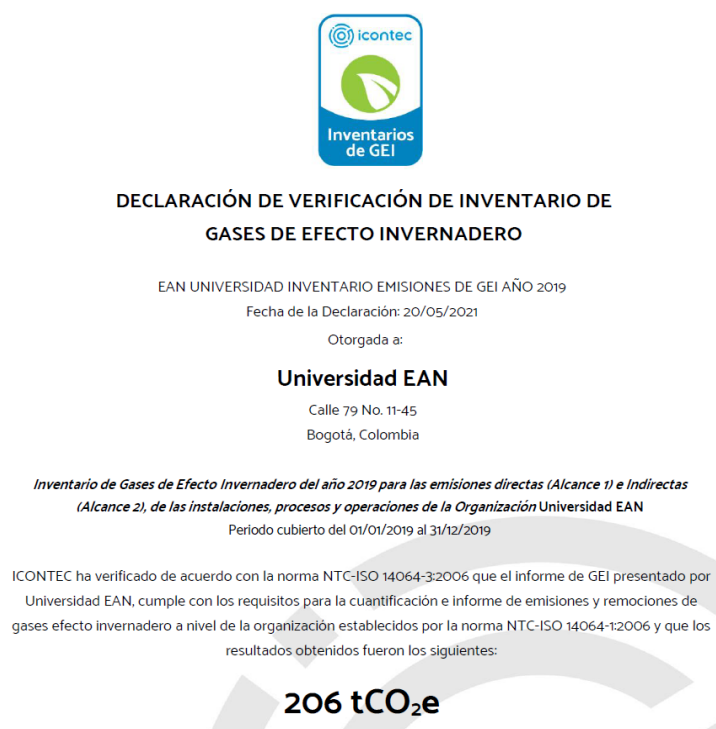 icontec
Inventarios
de GEI
DECLARACIÓN DE VERIFICACIÓN DE INVENTARIO DE
GASES DE EFECTO INVERNADERO
EAN UNIVERSIDAD INVENTARIO EMISIONES DE GEI AÑO 2019
Fecha de la Declaración: 20/05/2021
Otorgada a:
Universidad EAN
Calle 79 No. 11-45
Bogotá, Colombia
Inventario de Gases de Efecto Invernadero del año 2019 para las emisiones directas (Alcance 1) e Indirectas
(Alcance 2), de las instalaciones, procesos y operaciones de la Organización Universidad EAN
Periodo cubierto del 01/01/2019 al 31/12/2019
ICONTEC ha verificado de acuerdo con la norma NTC-ISO 14064-3:2006 que el informe de GEI presentado por
Universidad EAN, cumple con los requisitos para la cuantificación e informe de emisiones y remociones de
gases efecto invernadero a nivel de la organización establecidos por la norma NTC-ISO 14064-1:2006 y que los
resultados obtenidos fueron los siguientes:
206 tCO₂e